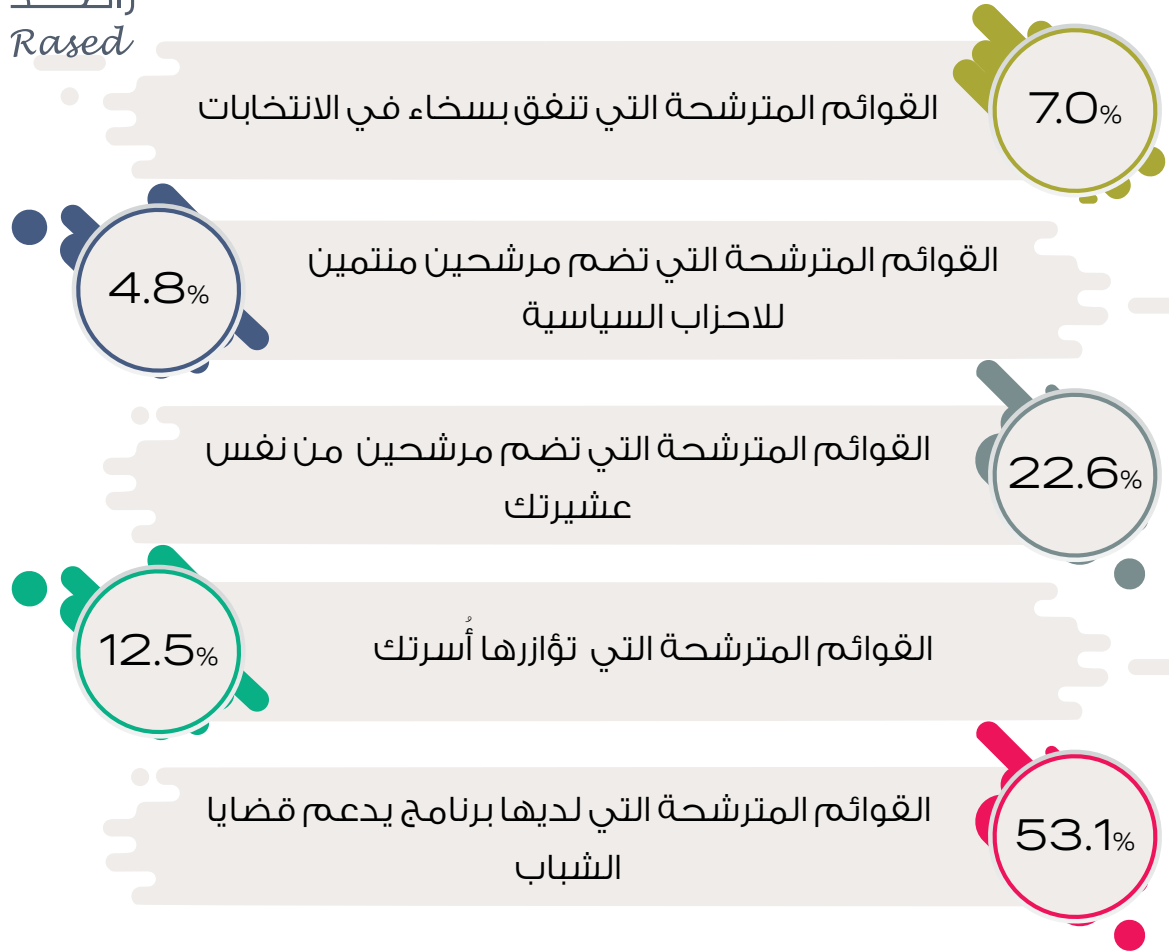 Rased
7.0%
القوائم المترشحة التي تنفق بسخاء في الانتخابات
4.8%
القوائم المترشحة التي تضم مرشحين منتمين
للاحزاب السياسية
22.6%
القوائم المترشحة التي تضم مرشحين من نفس
عشيرتك
12.5%
القوائم المترشحة التي تؤازرها أُسرتك
53.1%
القوائم المترشحة التي لديها برنامج يدعم قضايا
الشباب